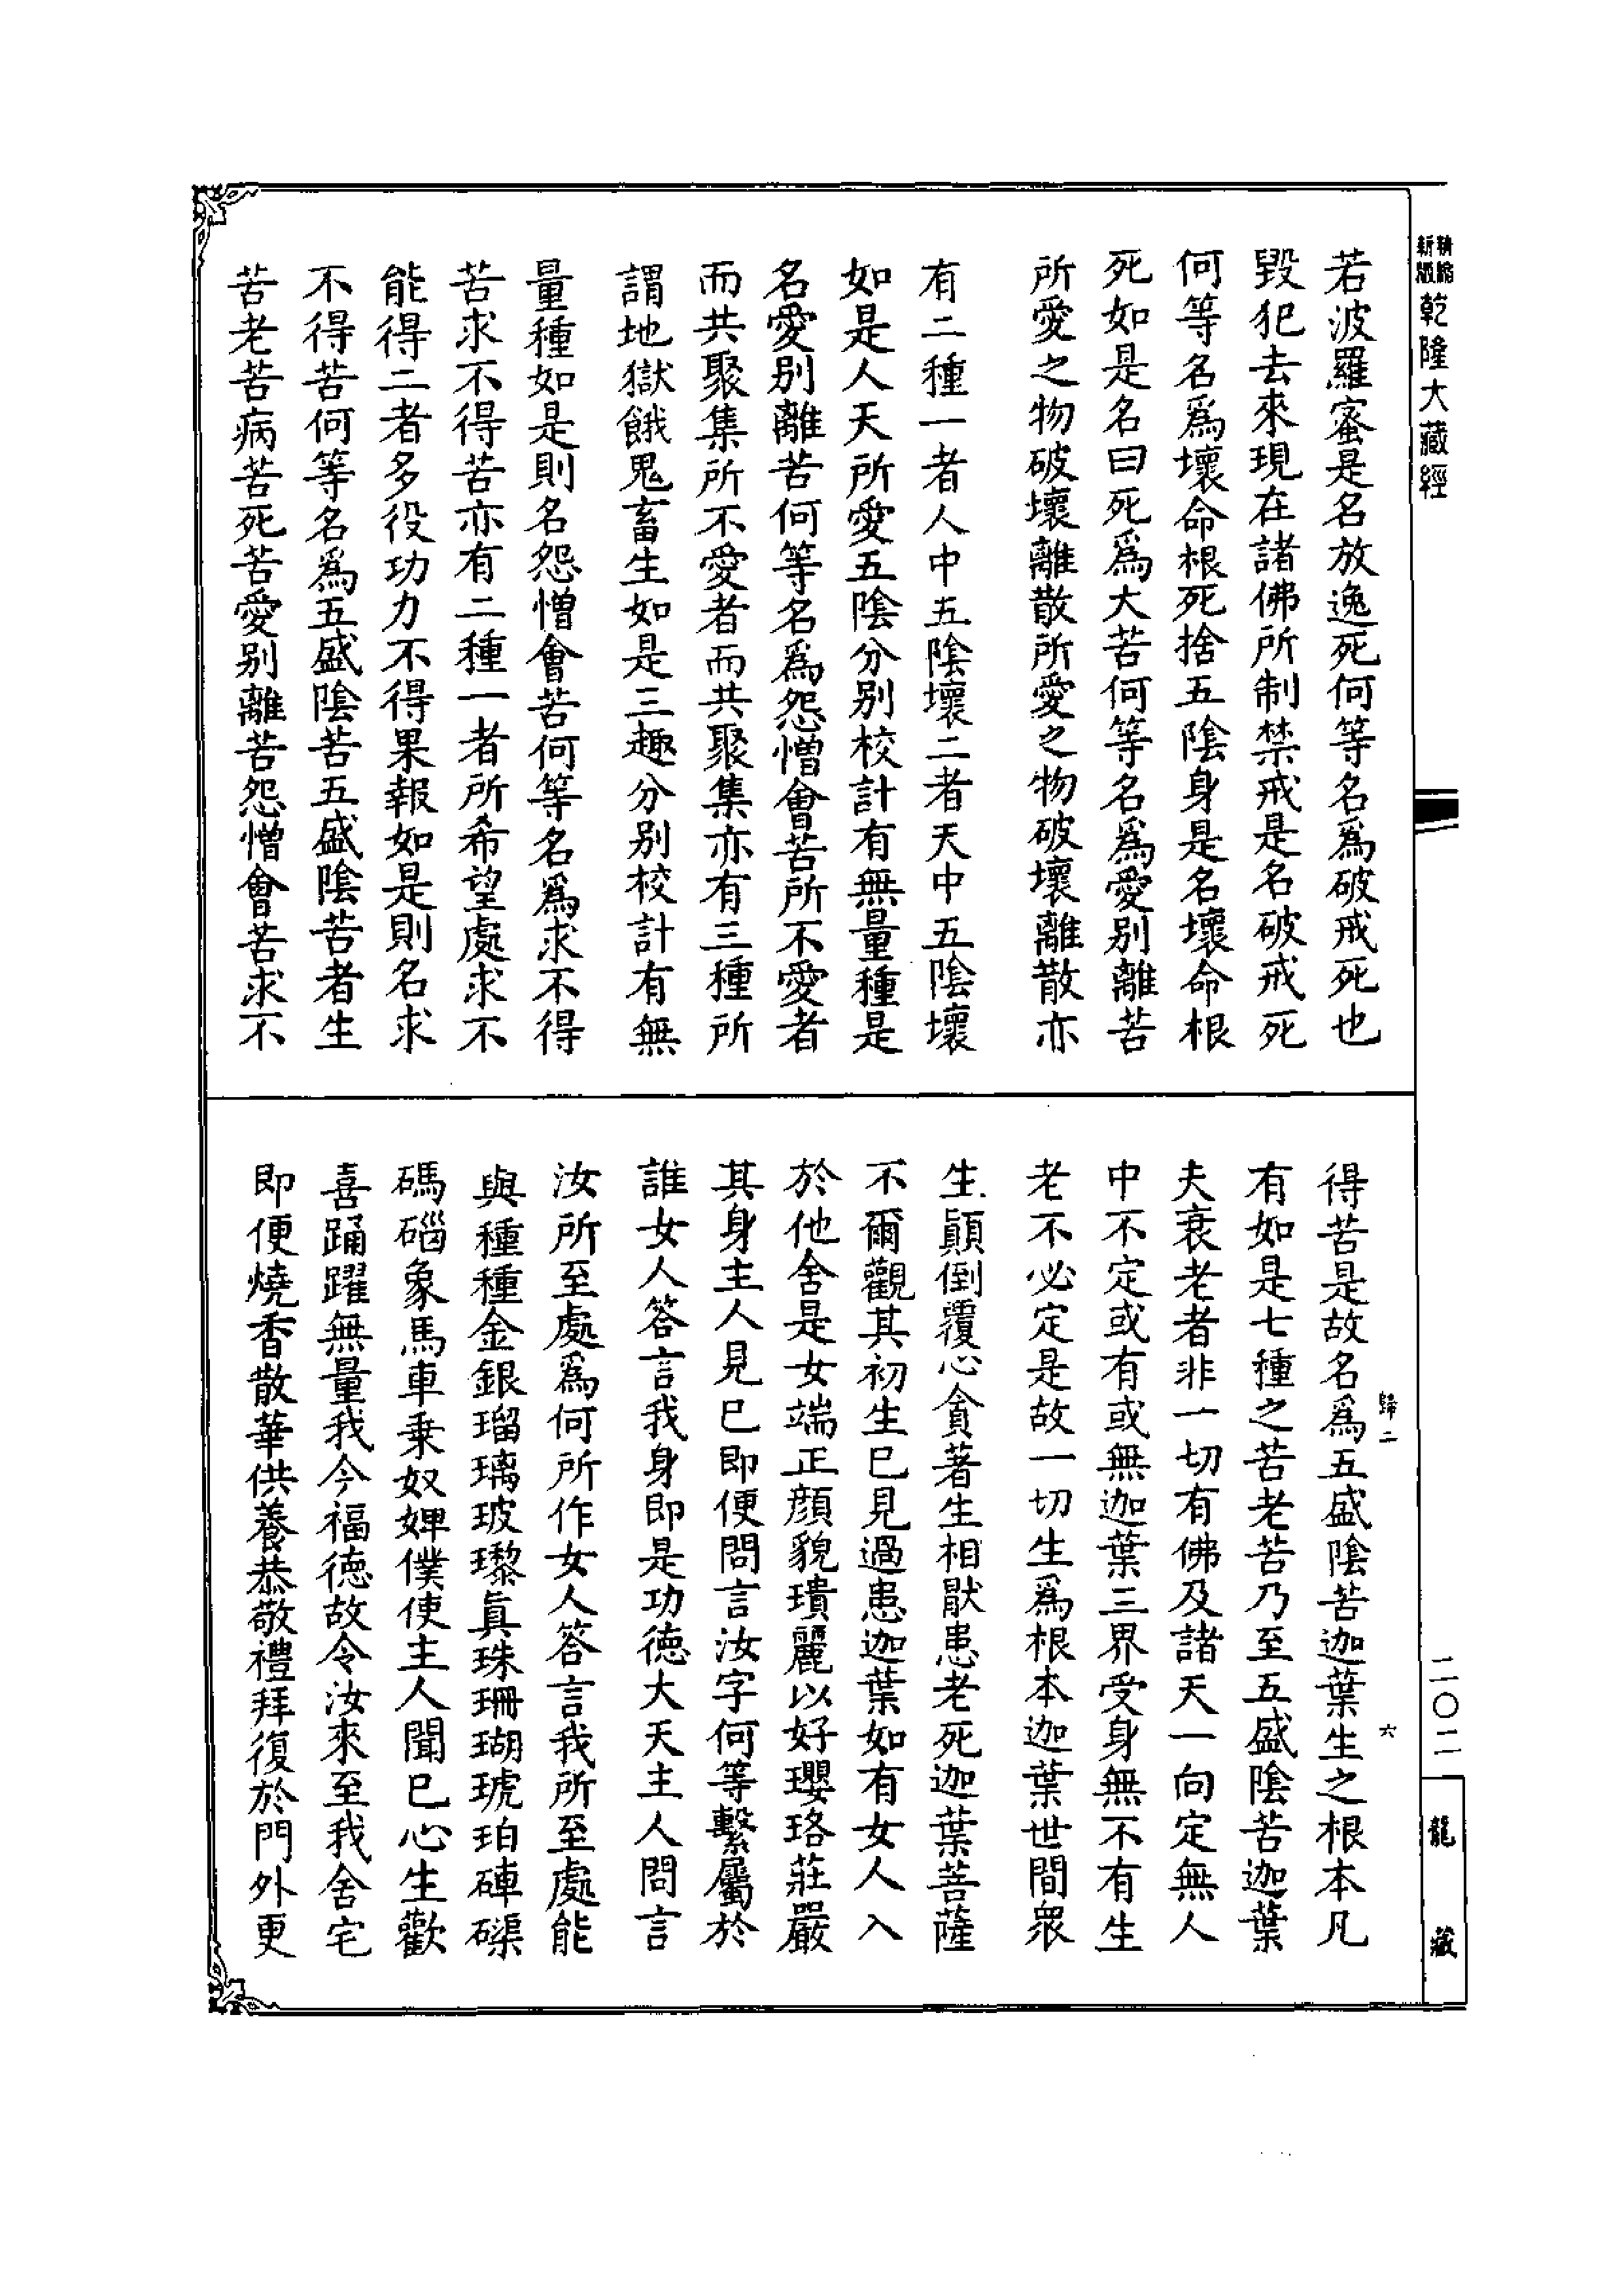 精縮新版乾隆大藏經
若波羅蜜是名放逸死何等名爲破戒死也
毀犯去來現在諸佛所制禁戒是名破戒死
何等名爲壞命根死捨五陰身是名壞命根
死如是名曰死爲大苦何等名爲愛別離苦
所愛之物破壞離散所愛之物破壞離散亦
有二種一者人中五陰壞二者天中五陰壞
如是人天所愛五陰分別校計有無量種是
名愛別離苦何等名爲怨憎會苦所不愛者
而共聚集所不愛者而共聚集亦有三種所
謂地獄餓鬼畜生如是三趣分別校計有無
量種如是則名怨憎會苦何等名爲求不得
苦求不得苦亦有二種一者所希望處求不
能得二者多役功力不得果報如是則名求
不得苦何等名爲五盛陰苦五盛陰苦者生
苦老苦病苦死苦愛別離苦怨憎會苦求不
得苦是故名爲五盛陰苦迦葉生之根本凡
有如是七種之苦老苦乃至五盛陰苦迦葉
夫衰老者非一切有佛及諸天一向定無人
中不定或有或無迦葉三界受身無不有生
老不必定是故一切生爲根本迦葉世間衆
生顛倒覆心貪著生相猒患老死迦葉菩薩
不爾觀其初生已見過患迦葉如有女人入
於他舍是女端正顏貌瓌麗以好瓔珞莊嚴
其身主人見已即便問言汝字何等繫屬於
誰女人答言我身即是功德大天主人問言
汝所至處爲何所作女人答言我所至處能
與種種金銀瑠璃玻瓈眞珠珊瑚琥珀硨磲
碼碯象馬車乗奴婢僕使主人聞已心生歡
喜踊躍無量我今福德故令汝來至我舍宅
即便燒香散華供養恭敬禮拜復於門外更
歸二
六
二〇二
龍藏